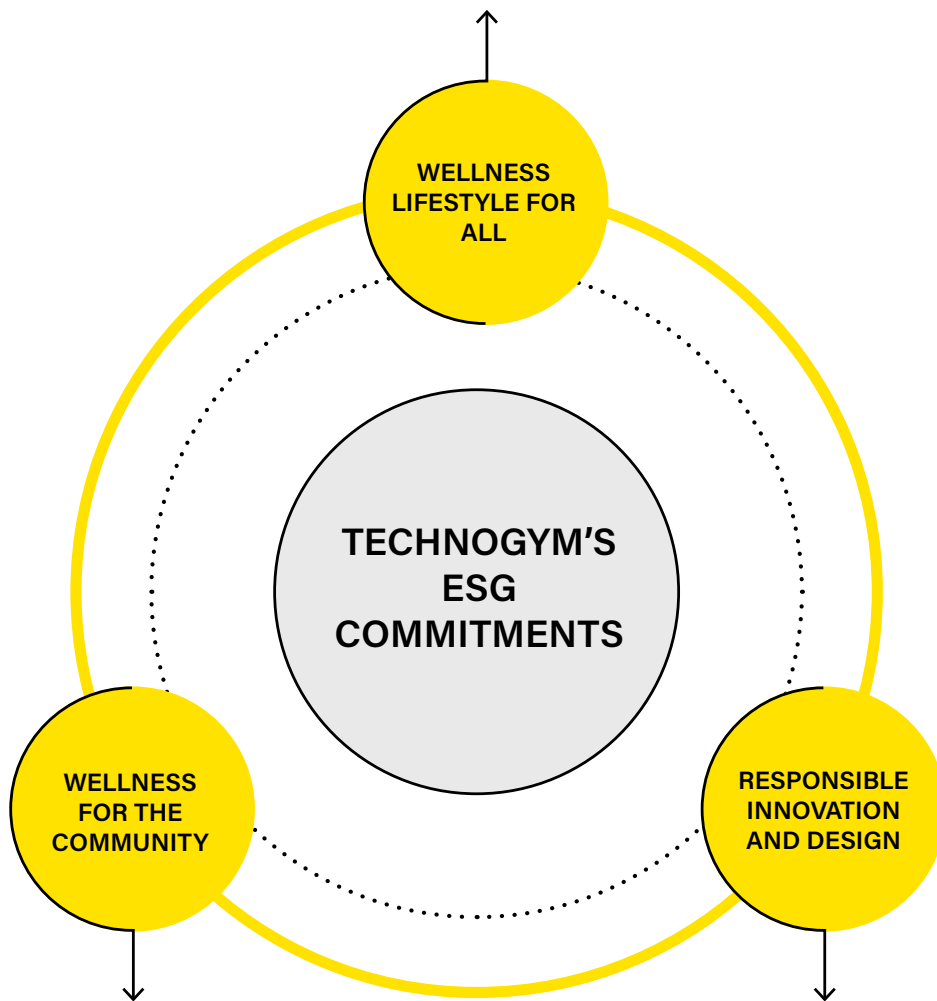 WELLNESS
LIFESTYLE FOR
ALL
TECHNOGYM'S
ESG
COMMITMENTS
WELLNESS
FOR THE
COMMUNITY
RESPONSIBLE
INNOVATION
AND DESIGN